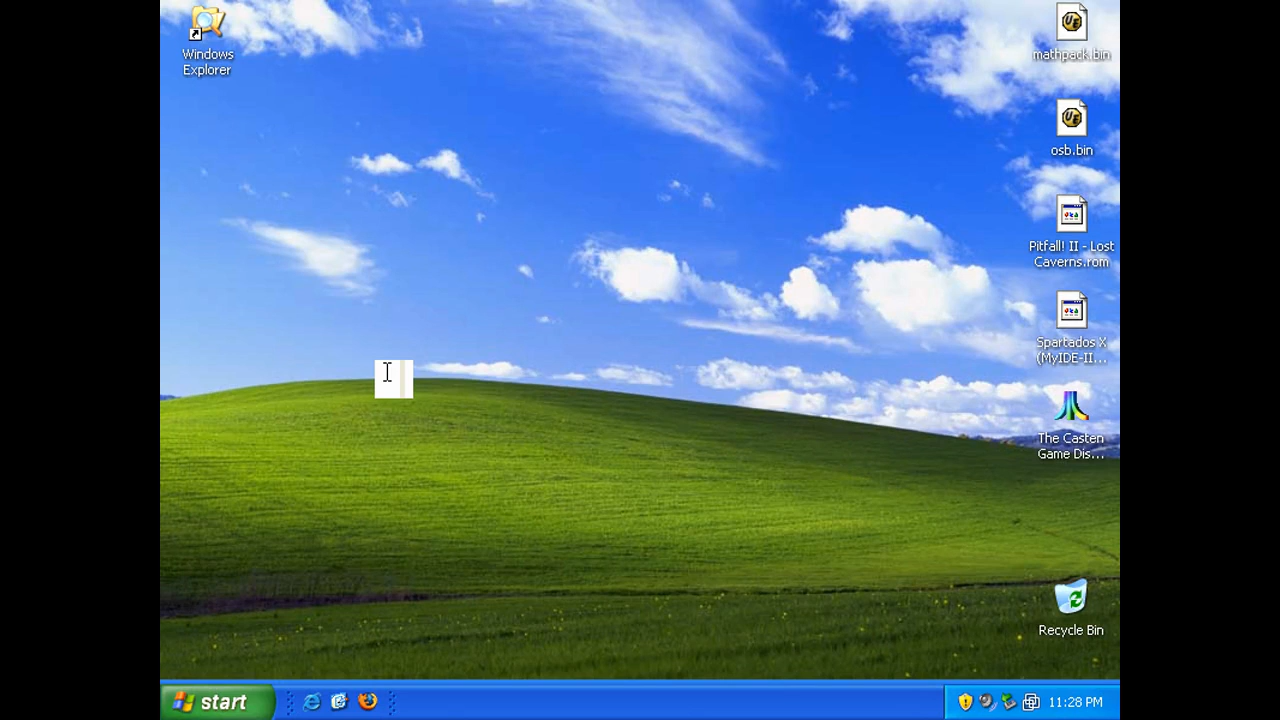 Windows
Explorer
mathpack.bin
osb.bin
Pitfall! II - Lost
Caverns.rom
Spartados X
(MyIDE-II...
The Casten
Game Dis...
Recycle Bin
start
11:28 PM